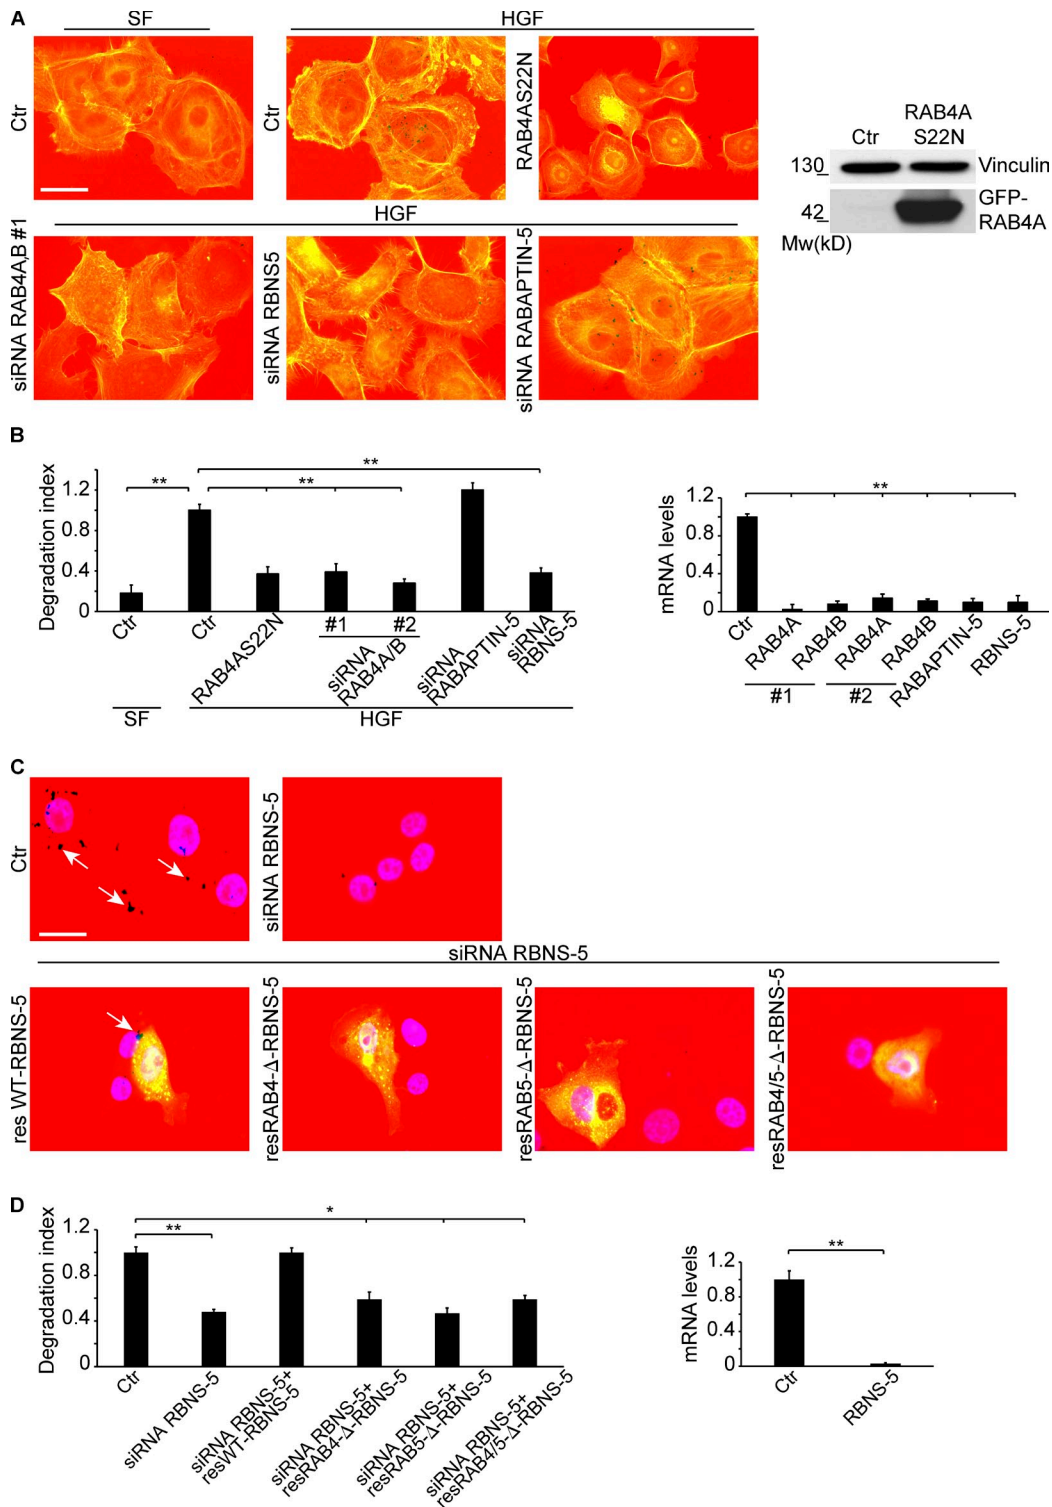 A
SF
HGF
Ctr
Ctr
RAB4AS22N
Ctr
RAB4A
S22N
130
Vinculin
42
GFP-
RAB4A
Mw(kD)
HGF
siRNA RAB4A,B #1
siRNA RBNS5
siRNA RABAPTIN-5
B
Degradation index
1.2
0.8
0.4
0
**
**
**
Ctr
Ctr
RAB4AS22N
#1
#2
siRNA
RAB4A/B
siRNA
RABAPTIN-5
siRNA
RBNS-5
SF
HGF
mRNA levels
1.2
0.8
0.4
0
**
Ctr
RAB4A
RAB4B
RAB4A
RAB4B
RABAPTIN-5
RBNS-5
#1
#2
C
Ctr
siRNA RBNS-5
siRNA RBNS-5
res WT-RBNS-5
resRAB4-Δ-RBNS-5
resRAB5-Δ-RBNS-5
resRAB4/5-Δ-RBNS-5
D
Degradation index
1.2
0.8
0.4
0
**
*
Ctr
siRNA RBNS-5
siRNA RBNS-5+
resWT-RBNS-5
siRNA RBNS-5+
resRAB4-Δ-RBNS-5
siRNA RBNS-5+
resRAB5-Δ-RBNS-5
siRNA RBNS-5+
resRAB4/5-Δ-RBNS-5
mRNA levels
1.2
0.8
0.4
0
**
Ctr
RBNS-5